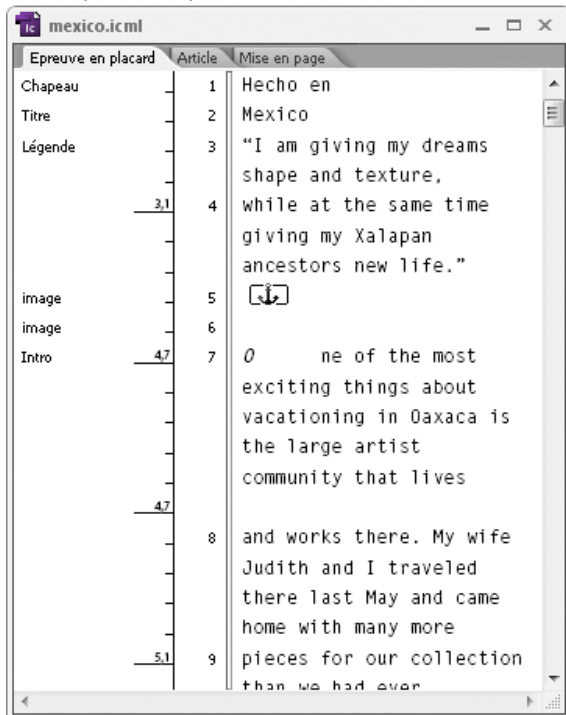 mexico.icml
Epreuve en placard Article Mise en page
Chapeau 1 Hecho en
Titre 2 Mexico
Légende 3 “I am giving my dreams
shape and texture,
3,1 4 while at the same time
giving my Xalapan
ancestors new life.”
image 5
image 6
Intro 4,7 7 O ne of the most
exciting things about
vacationing in Oaxaca is
the large artist
community that lives
4,7
8 and works there. My wife
Judith and I traveled
there last May and came
home with many more
5,1 9 pieces for our collection
than we had ever